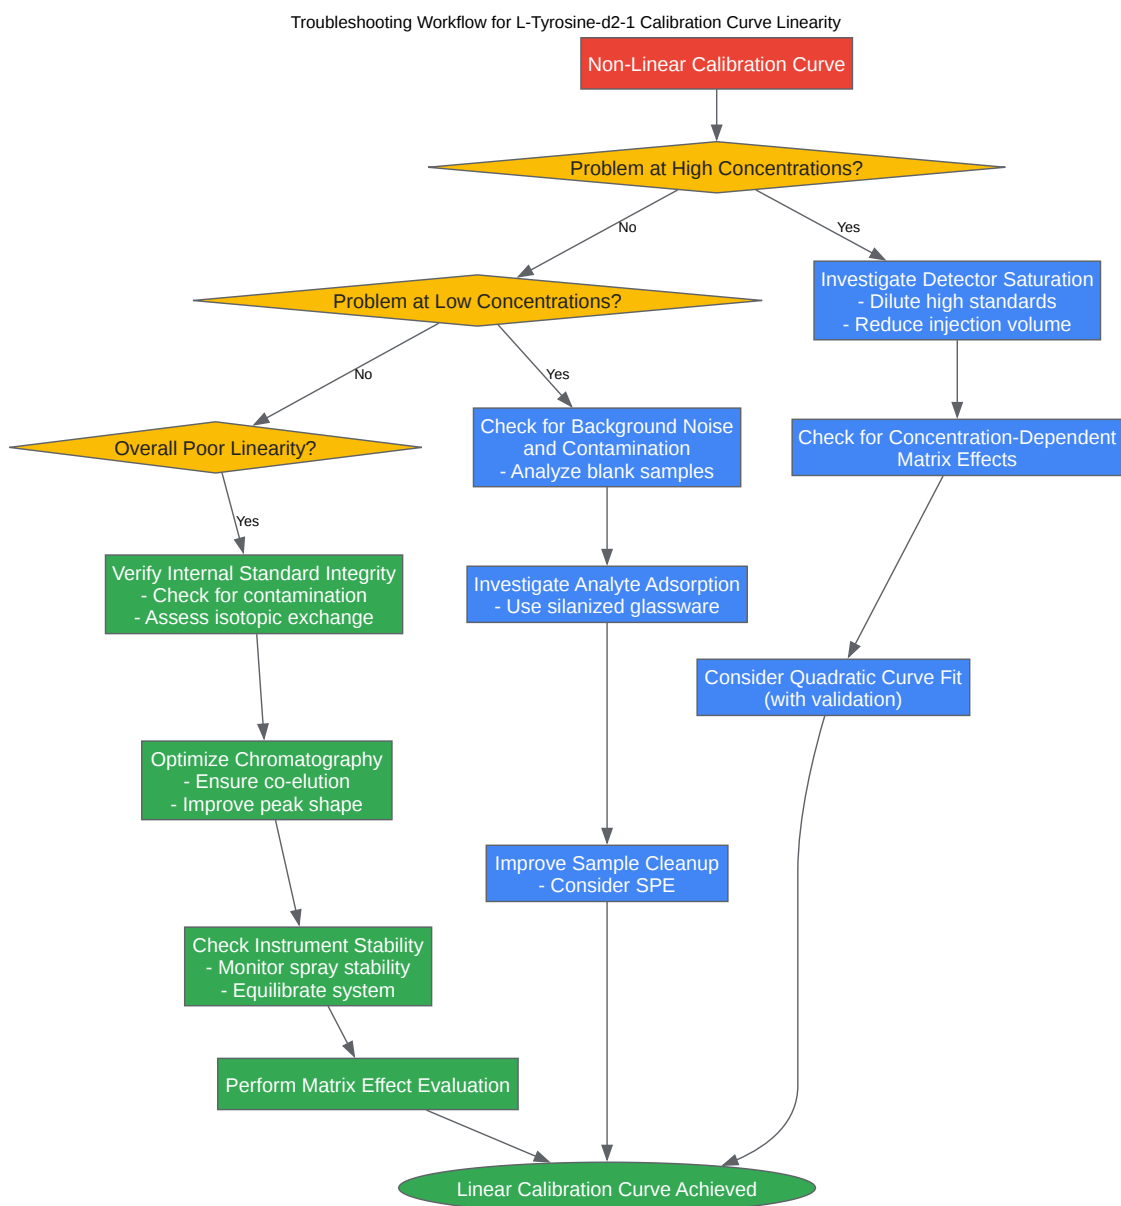 Troubleshooting Workflow for L-Tyrosine-d2-1 Calibration Curve Linearity
Non-Linear Calibration Curve
Problem at High Concentrations?
No
Yes
Problem at Low Concentrations?
Investigate Detector Saturation
- Dilute high standards
- Reduce injection volume
No
Yes
Overall Poor Linearity?
Check for Background Noise
and Contamination
- Analyze blank samples
Check for Concentration-Dependent
Matrix Effects
Yes
Verify Internal Standard Integrity
- Check for contamination
- Assess isotopic exchange
Investigate Analyte Adsorption
- Use silanized glassware
Consider Quadratic Curve Fit
(with validation)
Optimize Chromatography
- Ensure co-elution
- Improve peak shape
Improve Sample Cleanup
- Consider SPE
Check Instrument Stability
- Monitor spray stability
- Equilibrate system
Perform Matrix Effect Evaluation
Linear Calibration Curve Achieved